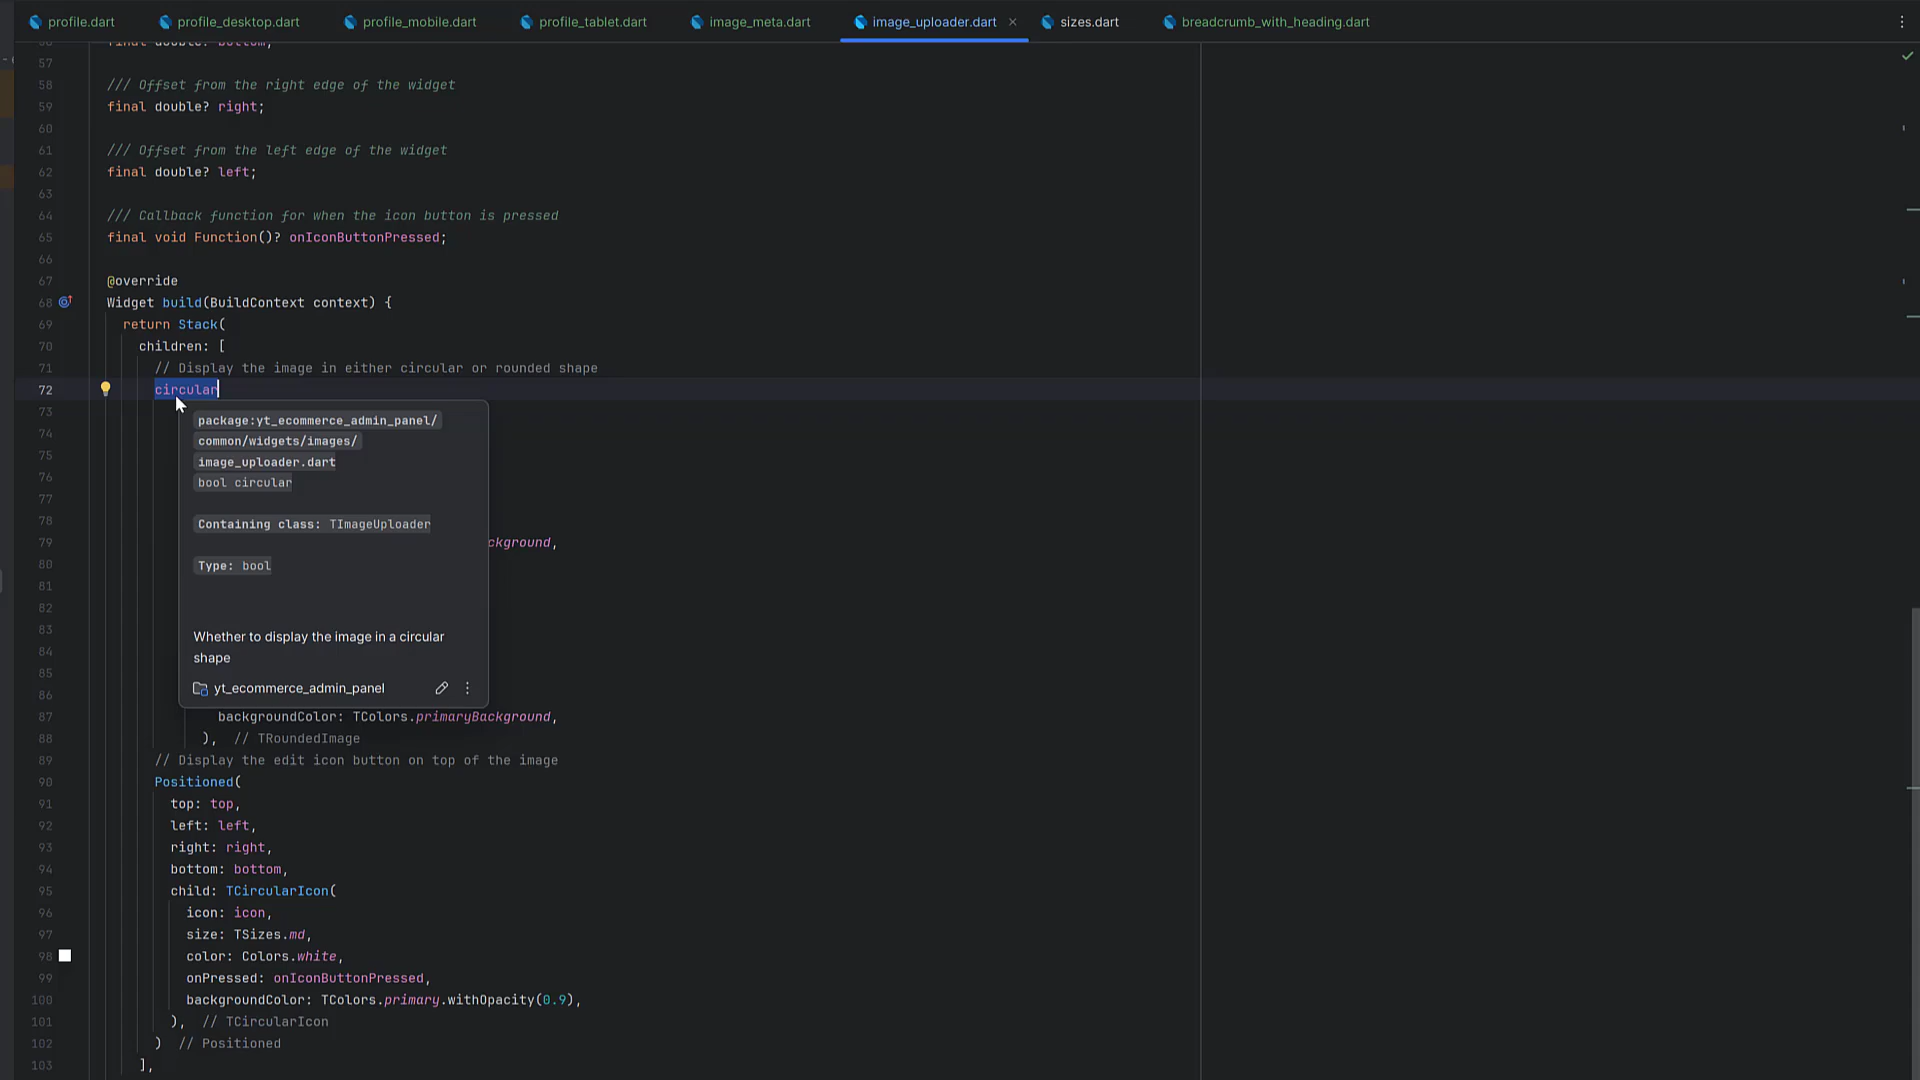 profile.dart profile_desktop.dart profile_mobile.dart profile_tablet.dart image_meta.dart image_uploader.dart sizes.dart breadcrumb_with_heading.dart
final double? bottom;
57
58 /// Offset from the right edge of the widget
59 final double? right;
60
61 /// Offset from the left edge of the widget
62 final double? left;
63
64 /// Callback function for when the icon button is pressed
65 final void Function()? onIconButtonPressed;
66
67 @override
68 Widget build(BuildContext context) {
69 return Stack(
70 children: [
71 // Display the image in either circular or rounded shape
72 circular
73
package:yt_ecommerce_admin_panel/
74
common/widgets/images/
75
image_uploader.dart
76
bool circular
77
78
Containing class: TImageUploader
79 ckground,
80
Type: bool
81
82
83
Whether to display the image in a circular
84
shape
85
86
yt_ecommerce_admin_panel
87 backgroundColor: TColors.primaryBackground,
88 ), // TRoundedImage
89 // Display the edit icon button on top of the image
90 Positioned(
91 top: top,
92 left: left,
93 right: right,
94 bottom: bottom,
95 child: TCircularIcon(
96 icon: icon,
97 size: TSizes.md,
98 color: Colors.white,
99 onPressed: onIconButtonPressed,
100 backgroundColor: TColors.primary.withOpacity(0.9),
101 ), // TCircularIcon
102 ) // Positioned
103 ],